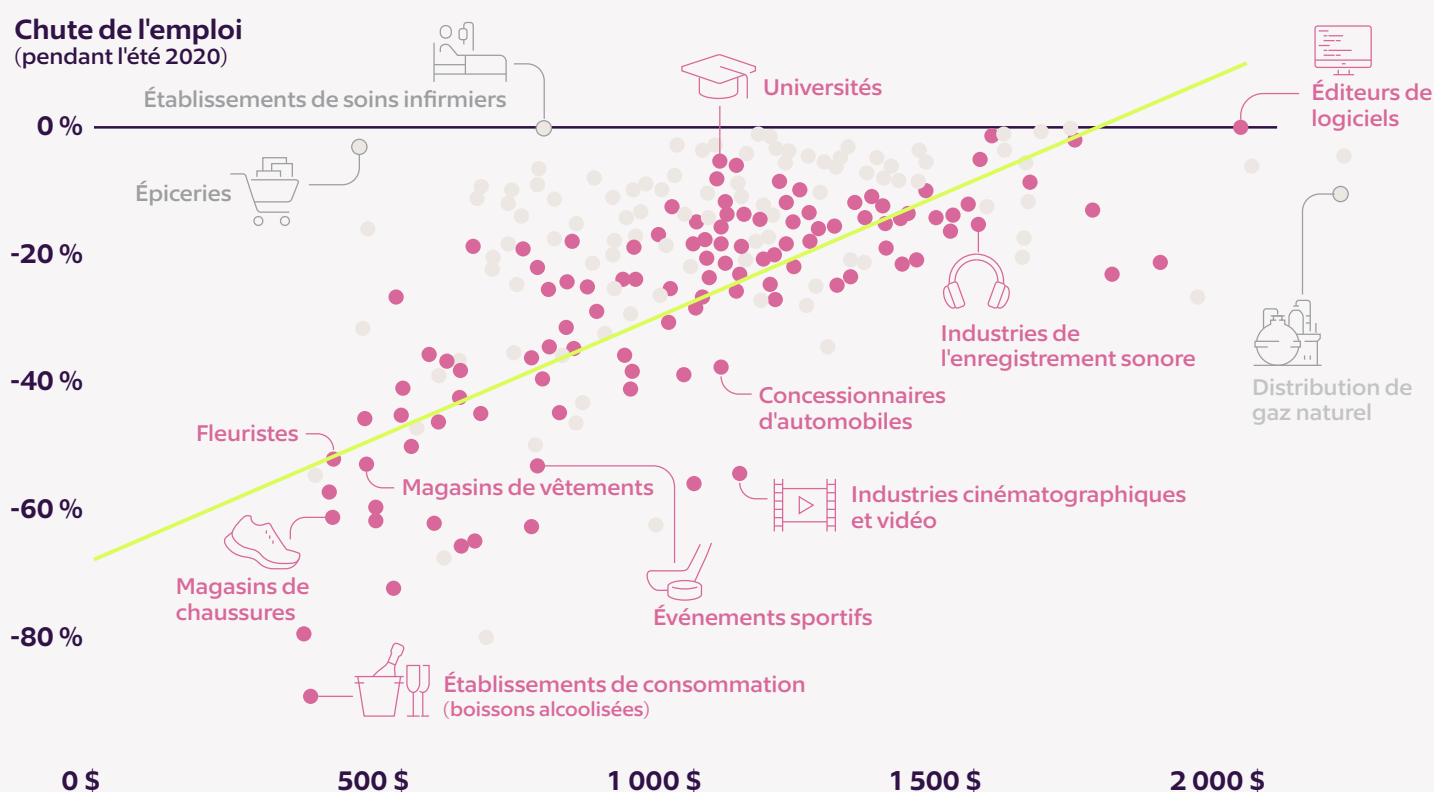 Chute de l'emploi
(pendant l'été 2020)
Établissements de soins infirmiers
Universités
Éditeurs de
logiciels
0 %
Épiceries
-20 %
Industries de
l'enregistrement sonore
-40 %
Concessionnaires
d'automobiles
Distribution de
gaz naturel
Fleuristes
Magasins de vêtements
Industries cinématographiques
et vidéo
-60 %
Magasins de
chaussures
Événements sportifs
-80 %
Établissements de consommation
(boissons alcoolisées)
0 $
500 $
1 000 $
1 500 $
2 000 $